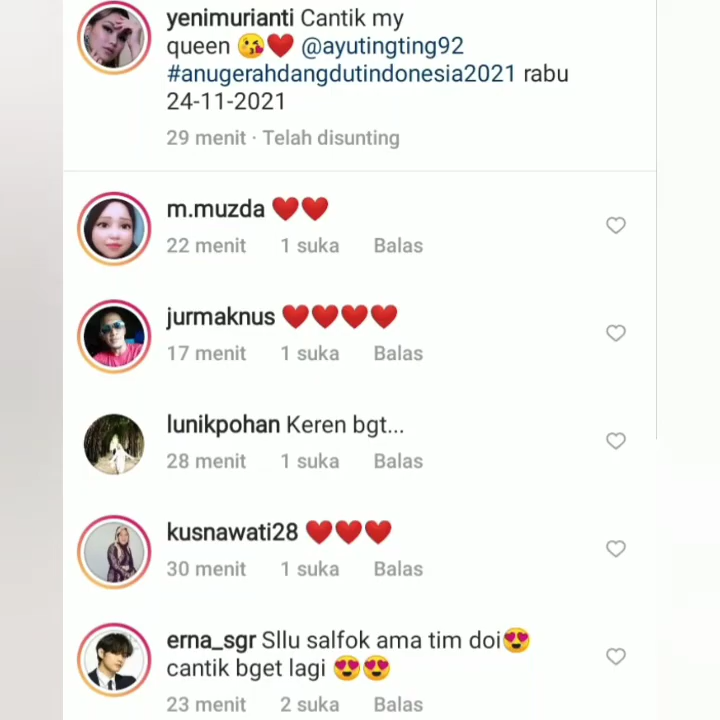 yenimurianti Cantik my
queen 😘❤️ @ayutingting92
#anugerahdangdutindonesia2021 rabu
24-11-2021
29 menit · Telah disunting
m.muzda ❤️❤️
22 menit 1 suka Balas
jurmaknus ❤️❤️❤️❤️
17 menit 1 suka Balas
lunikpohan Keren bgt...
28 menit 1 suka Balas
kusnawati28 ❤️❤️❤️
30 menit 1 suka Balas
erna_sgr Sllu salfok ama tim doi😍
cantik bget lagi 😍😍
23 menit 2 suka Balas